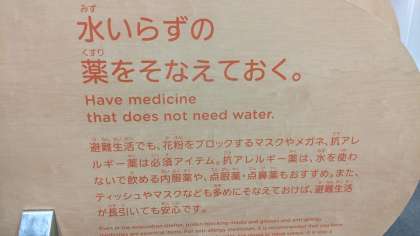 みず
水いらずの
くすり
薬をそなえておく。
Have medicine
that does not need water.
避難生活でも、花粉をブロックするマスクやメガネ、抗アレ
ルギー薬は必須アイテム。抗アレルギー薬は、水を使わ
ないで飲める内服薬や、点眼薬・点鼻薬もおすすめ。また、
ティッシュやマスクなども多めにそなえておけば、避難生活
が長引いても安心です。